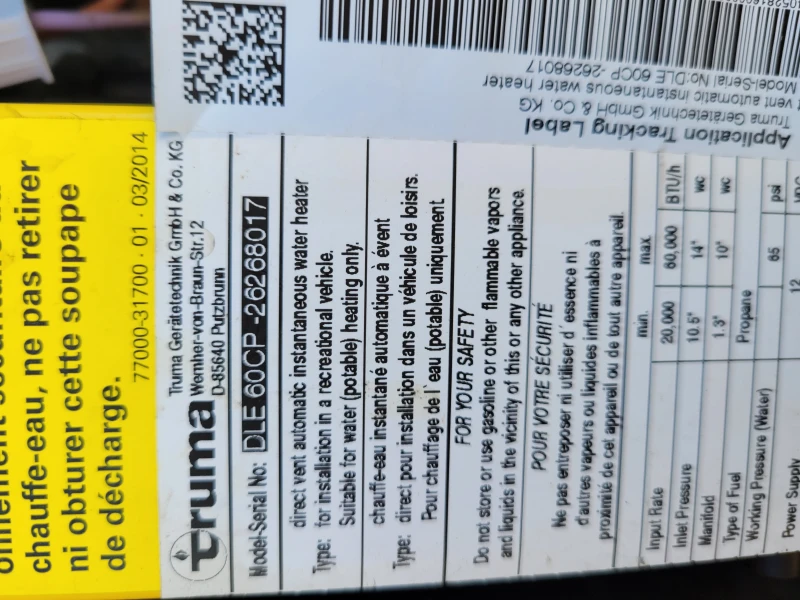 chauffe-eau, ne pas retirer
ni obturer cette soupape
de décharge.
77000-31700 · 01 · 03/2014
Application Tracking Label
Truma Gerätetechnik GmbH & Co. KG
vent automatic instantaneous water heater
Model-Serial No:DLE 60CP -26268017
truma
Truma Gerätetechnik GmbH & Co. KG
Wernher-von-Braun-Str.12
D-85640 Putzbrunn
Model-Serial No: DLE 60CP -26268017
direct vent automatic instantaneous water heater
Type: for installation in a recreational vehicle.
Suitable for water (potable) heating only.
chauffe-eau instantané automatique à évent
Type: direct pour installation dans un véhicule de loisirs.
Pour chauffage de l'eau (potable) uniquement.
FOR YOUR SAFETY
Do not store or use gasoline or other flammable vapors
and liquids in the vicinity of this or any other appliance.
POUR VOTRE SÉCURITÉ
Ne pas entreposer ni utiliser d'essence ni
d'autres vapeurs ou liquides inflammables à
proximité de cet appareil ou de tout autre appareil.
min. max.
Input Rate 20,000 60,000 BTU/h
Inlet Pressure 10.5" 14" WC
Manifold 1.3" 10" WC
Type of Fuel Propane
Working Pressure (Water) 65 psi
Power Supply 12